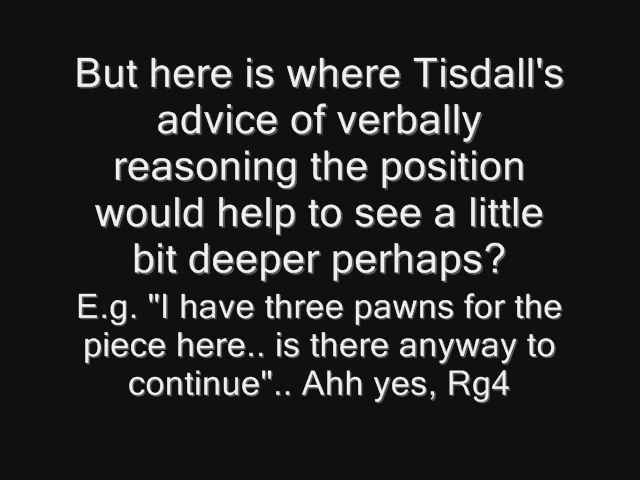 But here is where Tisdall's
advice of verbally
reasoning the position
would help to see a little
bit deeper perhaps?
E.g. "I have three pawns for the
piece here.. is there anyway to
continue".. Ahh yes, Rg4